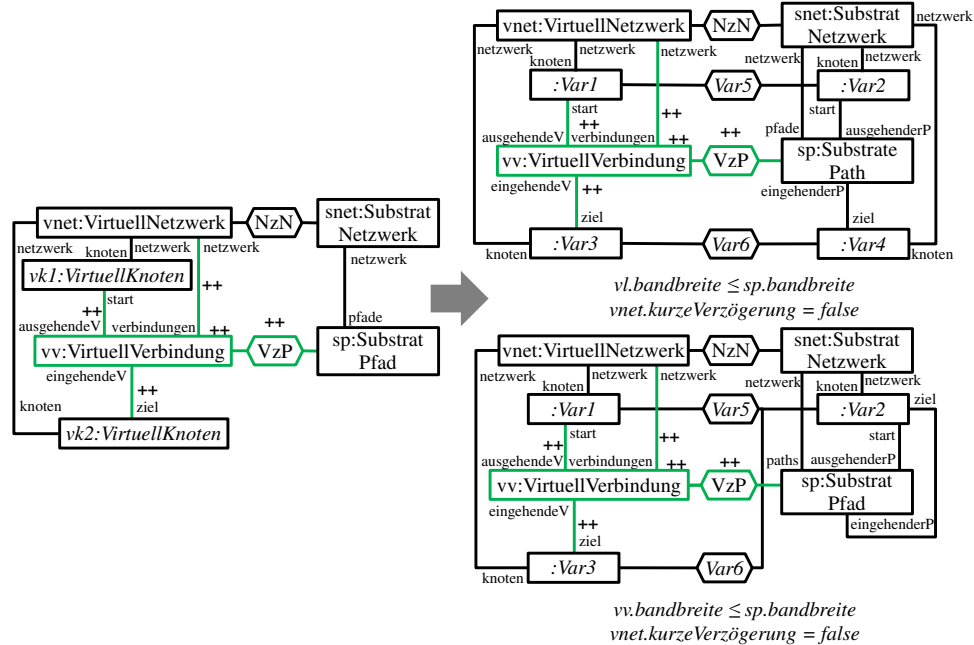 vnet:VirtuellNetzwerk
NzN
snet:Substrat
Netzwerk
netzwerk
netzwerk
knoten
netzwerk
++
vk1:VirtuellKnoten
start
++
ausgehendeV
verbindungen
++
++
netzwerk
pfade
vv:VirtuellVerbindung
VzP
sp:Substrat
Pfad
eingehendeV
++
ziel
knoten
vk2:VirtuellKnoten
vnet:VirtuellNetzwerk
NzN
snet:Substrat
Netzwerk
netzwerk
netzwerk
netzwerk
knoten
netzwerk
netzwerk
knoten
netzwerk
:Var1
Var5
:Var2
start
++
++
start
ausgehendeV
verbindungen
++
++
pfade
ausgehenderP
vv:VirtuellVerbindung
VzP
sp:Substrate
Path
eingehendeV
++
ziel
eingehenderP
ziel
knoten
:Var3
Var6
:Var4
knoten
vl.bandbreite ≤ sp.bandbreite
vnet.kurzeVerzögerung = false
vnet:VirtuellNetzwerk
NzN
snet:Substrat
Netzwerk
netzwerk
knoten
netzwerk
netzwerk
netzwerk
knoten
netzwerk
ziel
:Var1
Var5
:Var2
start
++
++
start
ausgehendeV
verbindungen
++
++
paths
ausgehenderP
vv:VirtuellVerbindung
VzP
sp:Substrat
Pfad
eingehendeV
++
ziel
eingehenderP
knoten
:Var3
Var6
vv.bandbreite ≤ sp.bandbreite
vnet.kurzeVerzögerung = false